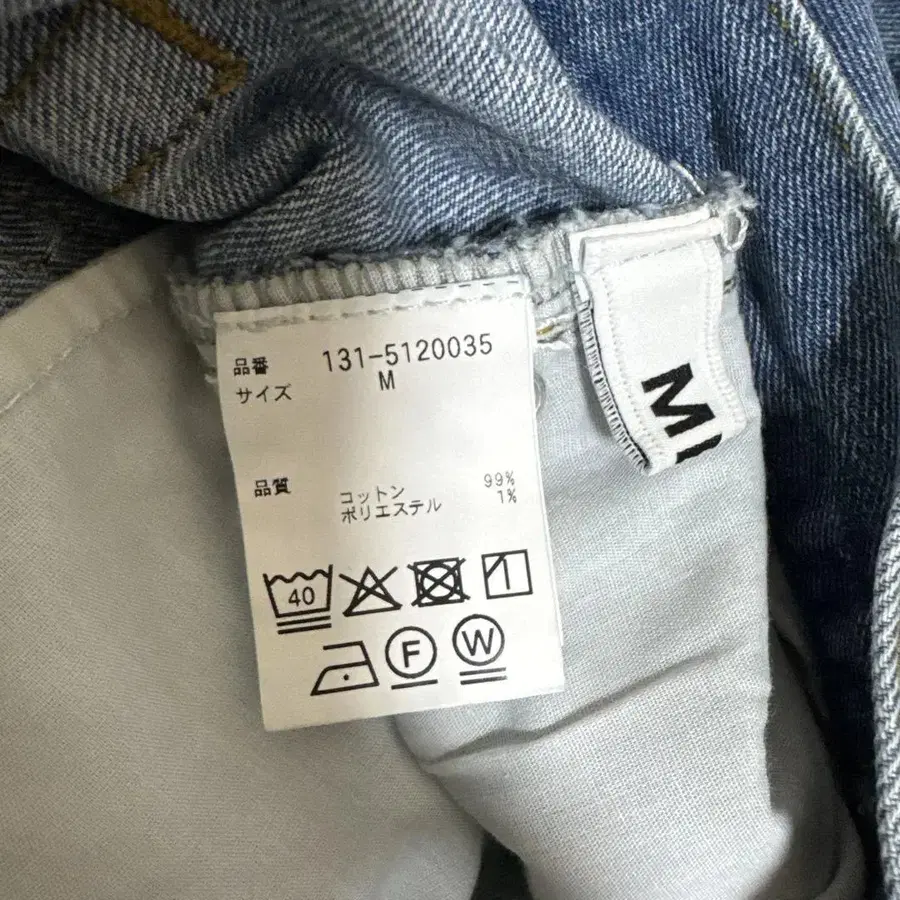 品番 131-5120035
サイズ M
品質 コットン 99%
ポリエステル 1%
40
F W